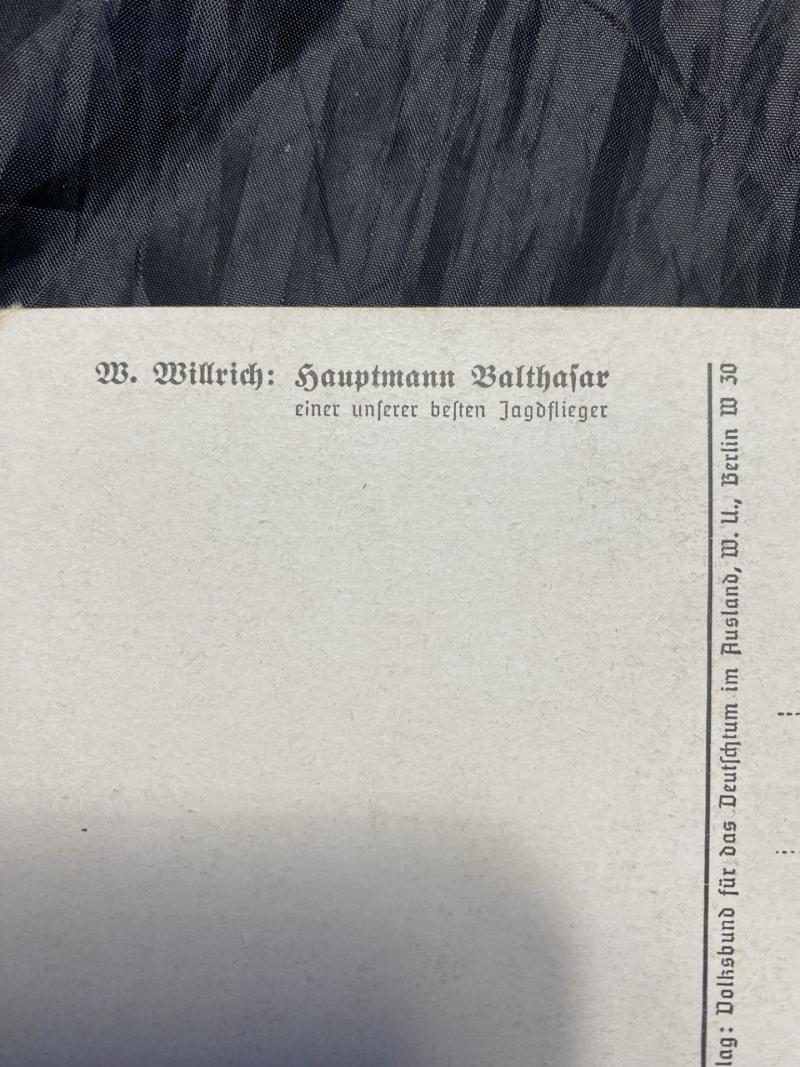 W. Willrich: Hauptmann Balthaſar
einer unſerer beſten Jagdflieger
lag: Volksbund für das Deutſchtum im Ausland, W. U., Berlin W 30